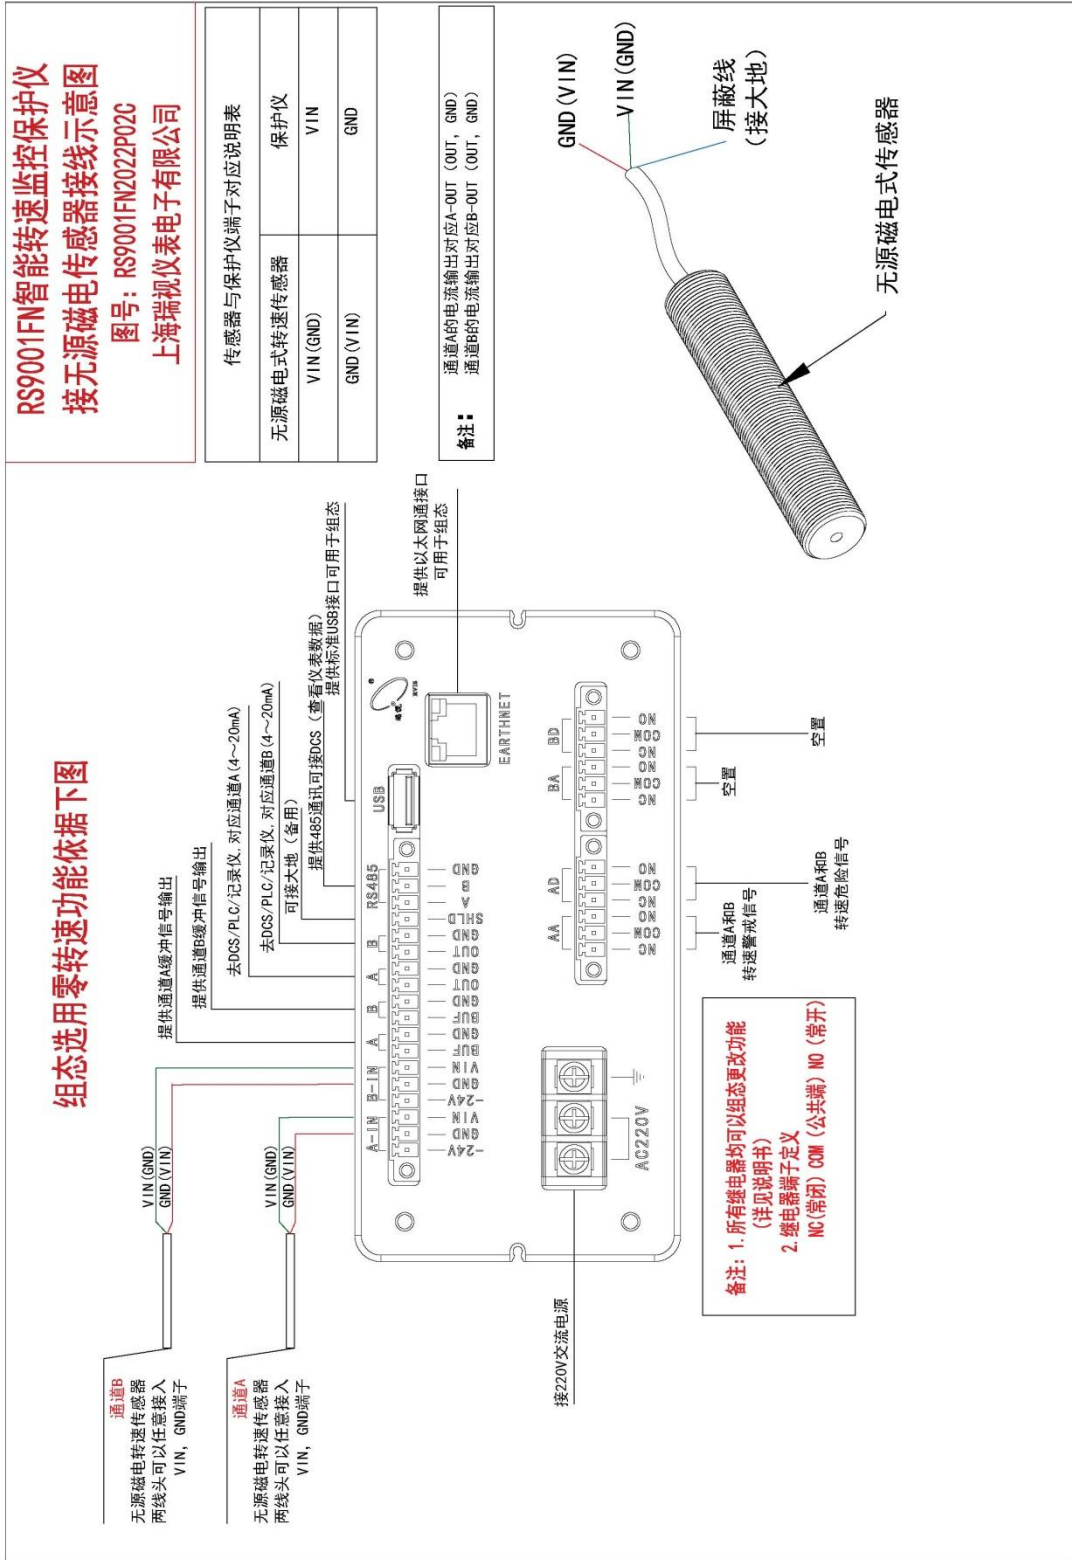 RS9001FN智能转速监控保护仪
接无源磁电传感器接线示意图
图号: RS9001FN2022P02C
上海瑞视仪表电子有限公司
传感器与保护仪端子对应说明表
无源磁电式转速传感器
保护仪
VIN(GND)
VIN
GND(VIN)
GND
备注:
通道A的电流输出对应A-OUT (OUT, GND)
通道B的电流输出对应B-OUT (OUT, GND)
GND(VIN)
VIN(GND)
屏蔽线
(接大地)
无源磁电式传感器
组态选用零转速功能依据下图
提供通道A缓冲信号输出
提供通道B缓冲信号输出
去DCS/PLC/记录仪,对应通道A(4~20mA)
去DCS/PLC/记录仪,对应通道B(4~20mA)
可接大地 (备用)
提供485通讯可接DCS (查看仪表数据)
提供标准USB接口可用于组态
提供以太网通接口
可用于组态
通道B
无源磁电转速传感器
两线头可以任意接入
VIN, GND端子
VIN(GND)
GND(VIN)
通道A
无源磁电转速传感器
两线头可以任意接入
VIN, GND端子
VIN(GND)
GND(VIN)
A-IN
B-IN
A
B
A
B
RS485
USB
-24V
GND
VIN
-24V
GND
VIN
BUF
GND
BUF
GND
OUT
GND
OUT
GND
SHLD
A
B
GND
瑞视®
RVIS
EARTHNET
AC220V
接220V交流电源
AA
AD
BA
BD
NC
COM
NO
NC
COM
NO
NC
COM
NO
NC
COM
NO
通道A和B
转速警戒信号
通道A和B
转速危险信号
空置
空置
备注: 1.所有继电器均可以组态更改功能
(详见说明书)
2.继电器端子定义
NC(常闭) COM (公共端) NO (常开)